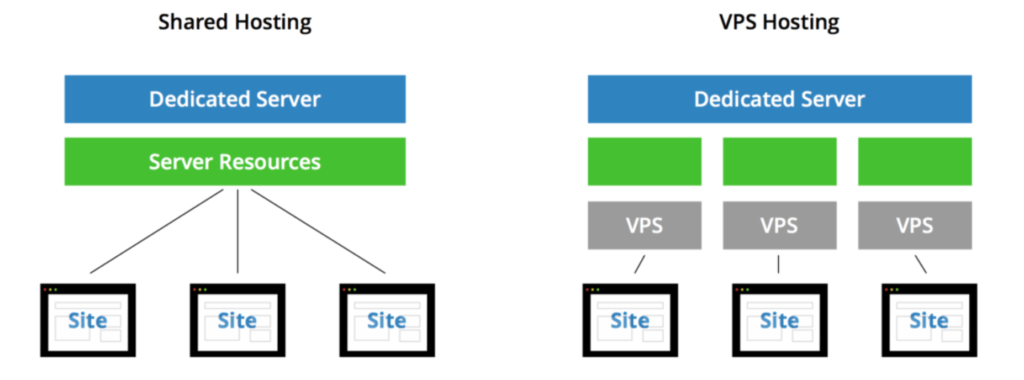 Shared Hosting
Dedicated Server
Server Resources
Site Site Site
VPS Hosting
Dedicated Server
VPS VPS VPS
Site Site Site